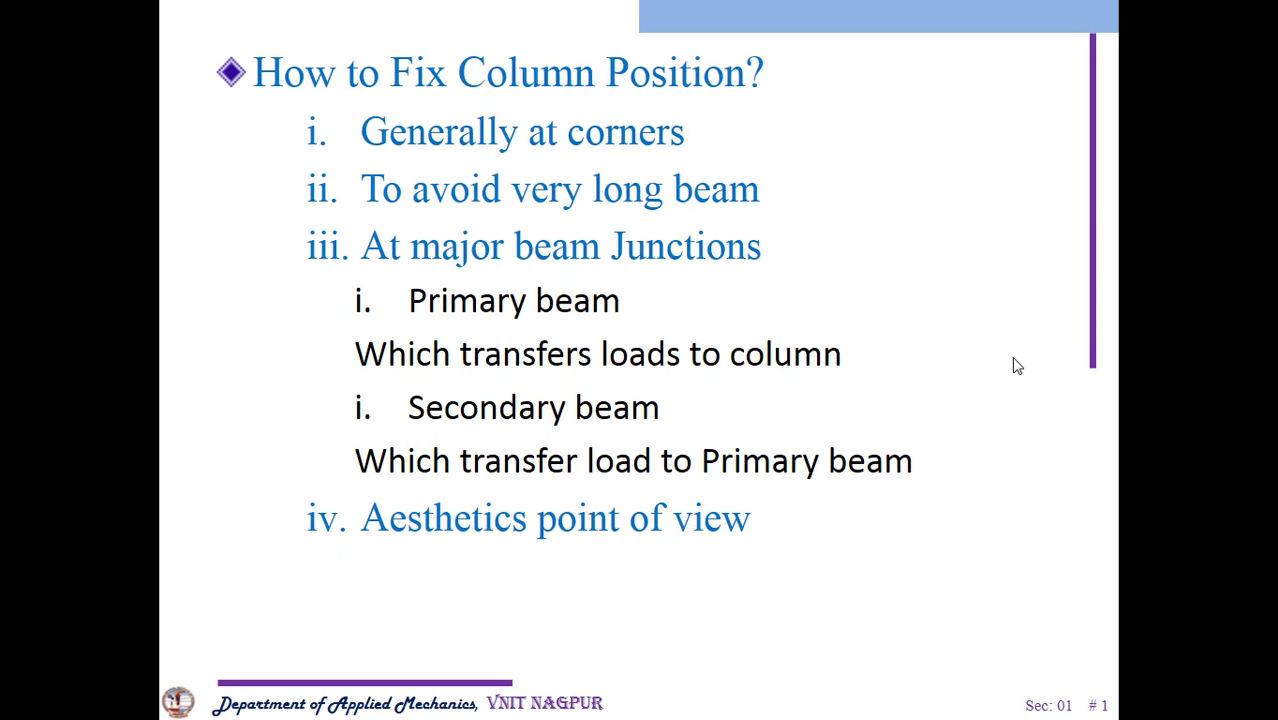 How to Fix Column Position?
i. Generally at corners
ii. To avoid very long beam
iii. At major beam Junctions
i. Primary beam
Which transfers loads to column
i. Secondary beam
Which transfer load to Primary beam
iv. Aesthetics point of view
Department of Applied Mechanics, VNIT NAGPUR
Sec: 01 # 1